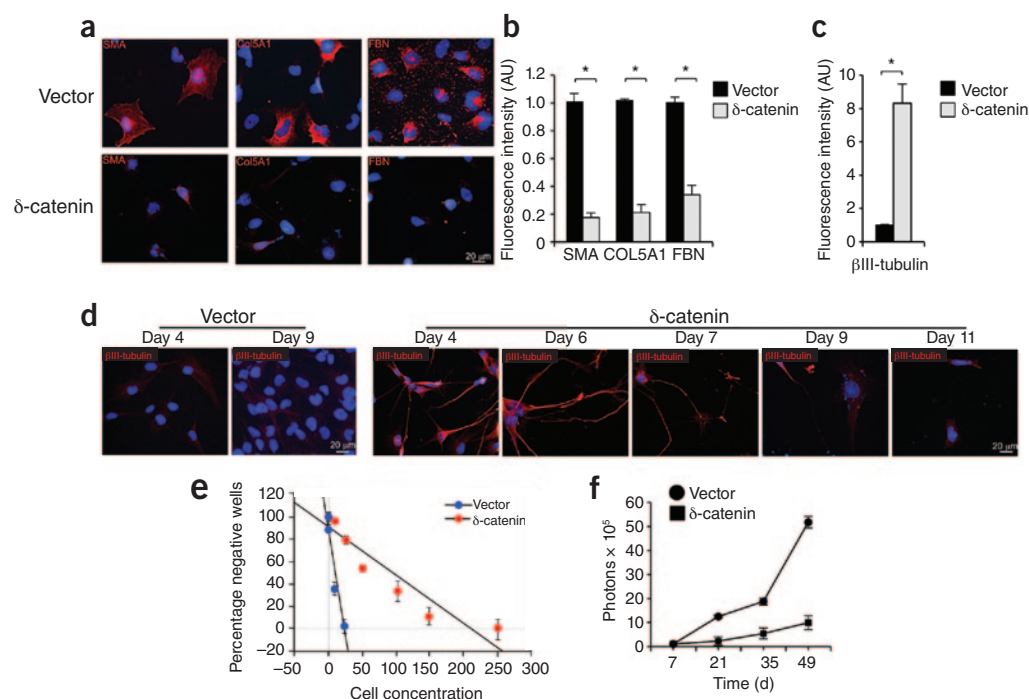 a
Vector
δ-catenin
SMA
Col5A1
FBN
SMA
Col5A1
FBN
20 μm
b
Fluorescence intensity (AU)
1.2
1.0
0.8
0.6
0.4
0.2
0
* * *
Vector
δ-catenin
SMA COL5A1 FBN
c
Fluorescence intensity (AU)
10
8
6
4
2
0
*
Vector
δ-catenin
βIII-tubulin
d
Vector
Day 4 Day 9
βIII-tubulin
βIII-tubulin
20 μm
δ-catenin
Day 4 Day 6 Day 7 Day 9 Day 11
βIII-tubulin
βIII-tubulin
βIII-tubulin
βIII-tubulin
βIII-tubulin
20 μm
e
Percentage negative wells
120
100
80
60
40
20
0
–20
Vector
δ-catenin
–50 0 50 100 150 200 250 300
Cell concentration
f
Vector
δ-catenin
Photons × 10⁵
60
50
40
30
20
10
0
7 21 35 49
Time (d)